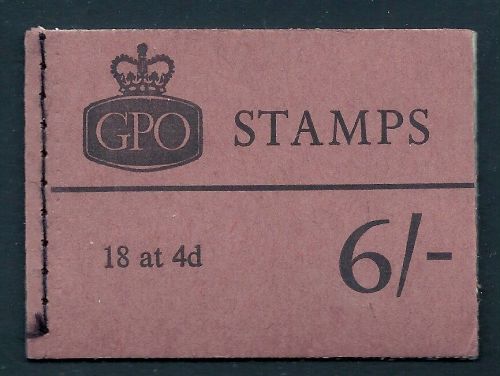 GPO STAMPS
18 at 4d 6/-